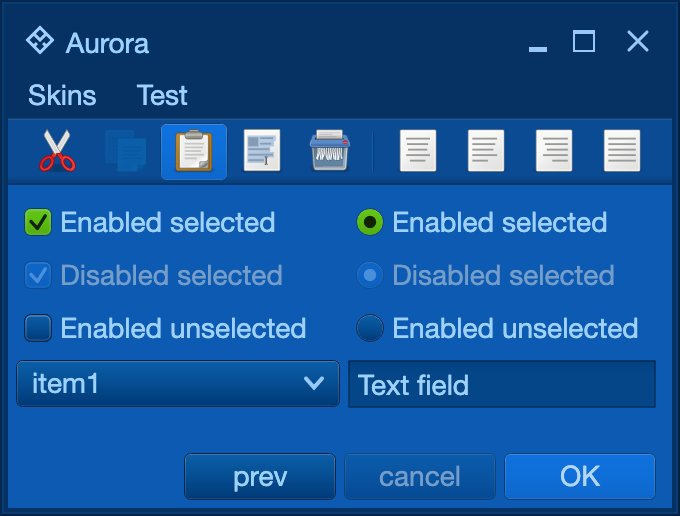 Aurora
Skins Test
Enabled selected Enabled selected
Disabled selected Disabled selected
Enabled unselected Enabled unselected
item1 Text field
prev cancel OK